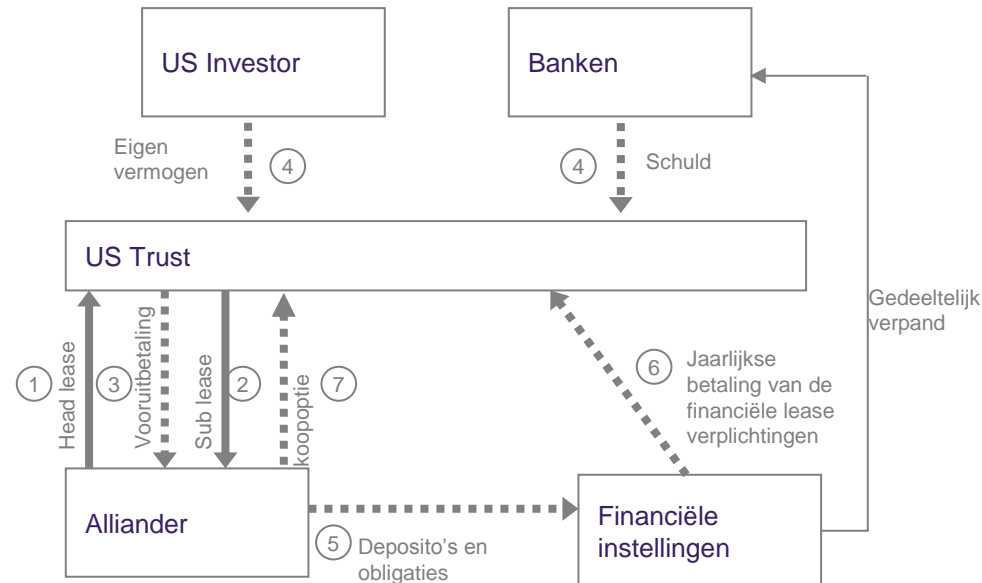 US Investor
Banken
Eigen
vermogen
4
4
Schuld
US Trust
Gedeeltelijk
verpand
1
Head lease
3
Vooruitbetaling
Sub lease
2
koopoptie
7
6
Jaarlijkse
betaling van de
financiële lease
verplichtingen
Alliander
5
Deposito's en
obligaties
Financiële
instellingen